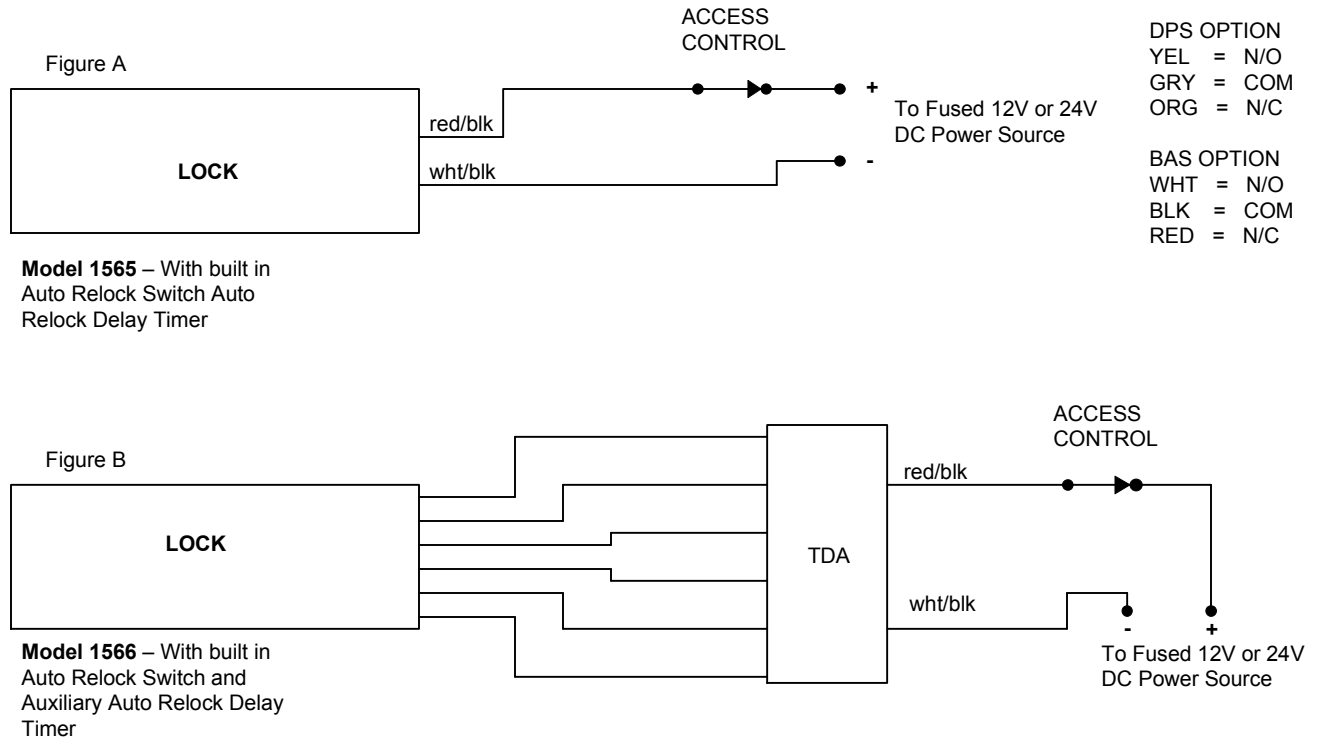 Figure A
ACCESS
CONTROL
red/blk
+
To Fused 12V or 24V
DC Power Source
LOCK
wht/blk
-
DPS OPTION
YEL = N/O
GRY = COM
ORG = N/C
BAS OPTION
WHT = N/O
BLK = COM
RED = N/C
Model 1565 – With built in
Auto Relock Switch Auto
Relock Delay Timer
Figure B
ACCESS
CONTROL
red/blk
LOCK
TDA
wht/blk
- +
To Fused 12V or 24V
DC Power Source
Model 1566 – With built in
Auto Relock Switch and
Auxiliary Auto Relock Delay
Timer